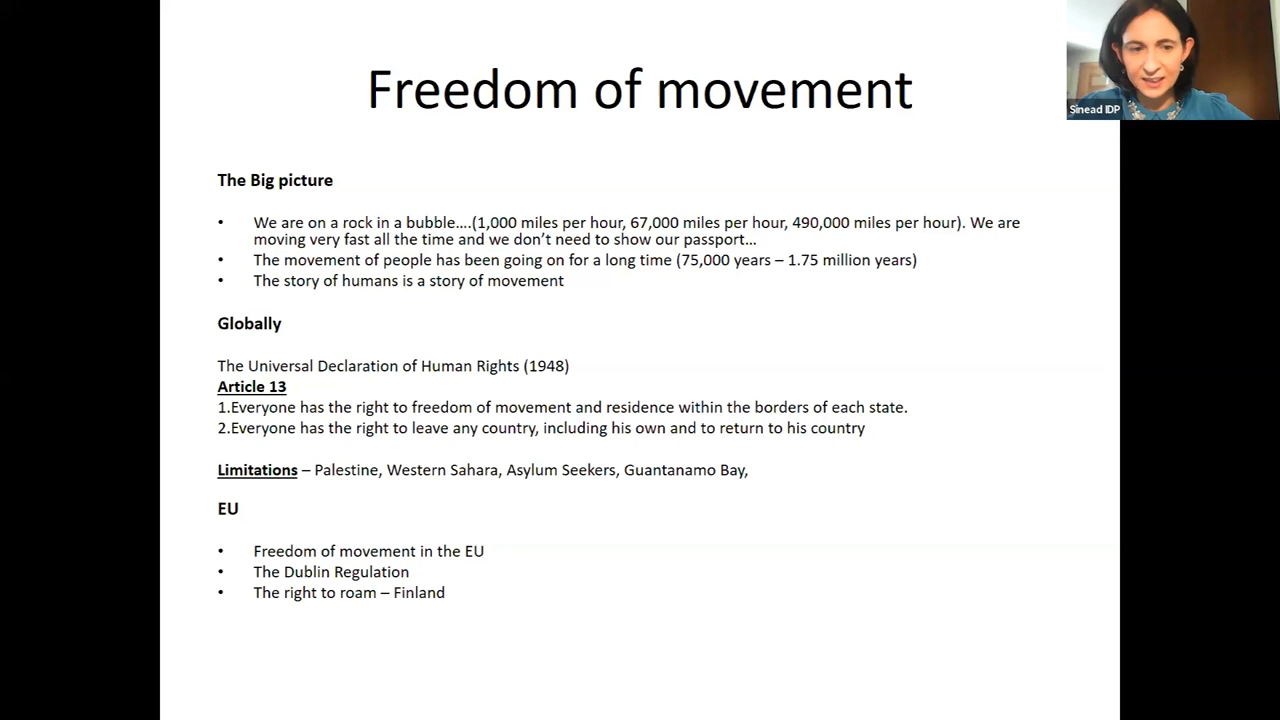 Freedom of movement
Sinead IDP
The Big picture
• We are on a rock in a bubble....(1,000 miles per hour, 67,000 miles per hour, 490,000 miles per hour). We are
moving very fast all the time and we don't need to show our passport...
• The movement of people has been going on for a long time (75,000 years – 1.75 million years)
• The story of humans is a story of movement
Globally
The Universal Declaration of Human Rights (1948)
Article 13
1.Everyone has the right to freedom of movement and residence within the borders of each state.
2.Everyone has the right to leave any country, including his own and to return to his country
Limitations – Palestine, Western Sahara, Asylum Seekers, Guantanamo Bay,
EU
• Freedom of movement in the EU
• The Dublin Regulation
• The right to roam – Finland